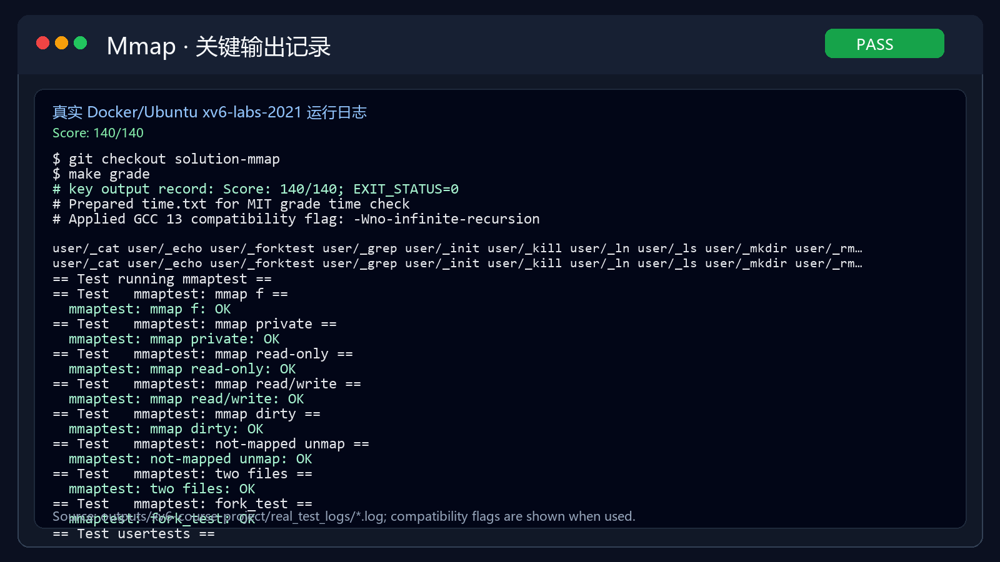 Mmap · 关键输出记录
PASS
真实 Docker/Ubuntu xv6-labs-2021 运行日志
Score: 140/140
$ git checkout solution-mmap
$ make grade
# key output record: Score: 140/140; EXIT_STATUS=0
# Prepared time.txt for MIT grade time check
# Applied GCC 13 compatibility flag: -Wno-infinite-recursion
user/_cat user/_echo user/_forktest user/_grep user/_init user/_kill user/_ln user/_ls user/_mkdir user/_rm…
user/_cat user/_echo user/_forktest user/_grep user/_init user/_kill user/_ln user/_ls user/_mkdir user/_rm…
== Test running mmaptest ==
== Test   mmaptest: mmap f ==
  mmaptest: mmap f: OK
== Test   mmaptest: mmap private ==
  mmaptest: mmap private: OK
== Test   mmaptest: mmap read-only ==
  mmaptest: mmap read-only: OK
== Test   mmaptest: mmap read/write ==
  mmaptest: mmap read/write: OK
== Test   mmaptest: mmap dirty ==
  mmaptest: mmap dirty: OK
== Test   mmaptest: not-mapped unmap ==
  mmaptest: not-mapped unmap: OK
== Test   mmaptest: two files ==
  mmaptest: two files: OK
== Test   mmaptest: fork_test ==
  mmaptest: fork_test: OK
Source: outputs/xv6-course-project/real_test_logs/*.log; compatibility flags are shown when used.
== Test usertests ==